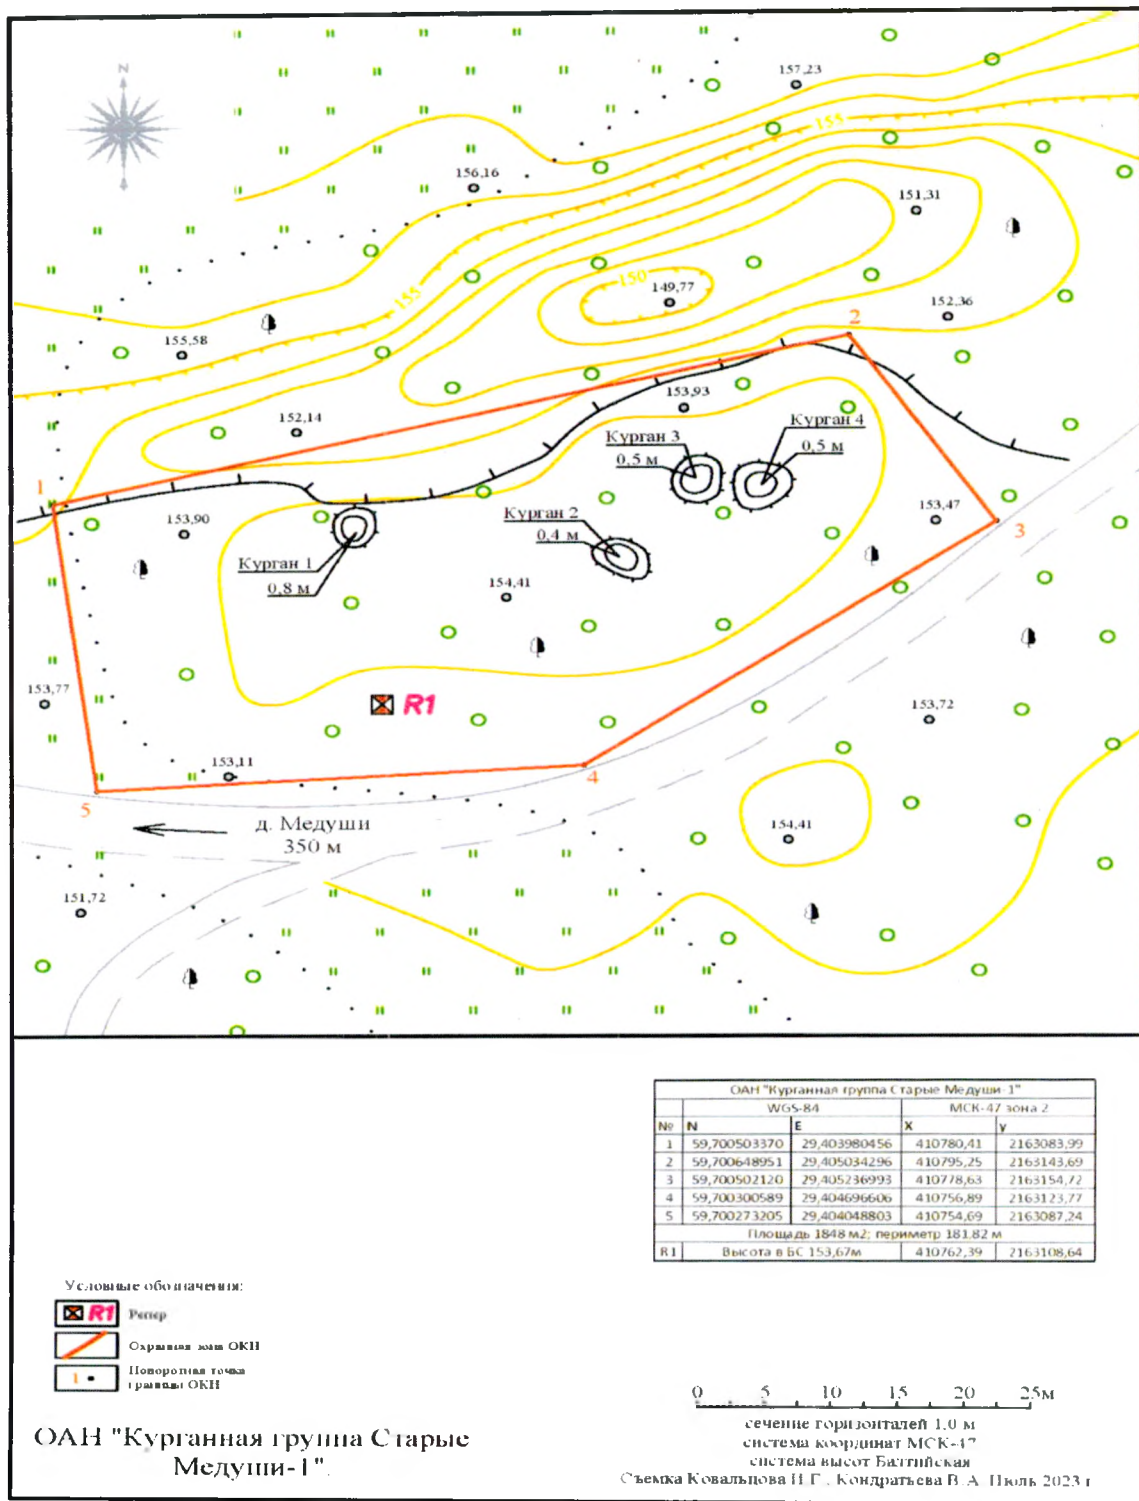 N
157,23
155
156,16
151,31
150
149,77
155
152,36
2
155,58
153,93
152,14
Курган 4
0,5 м
Курган 3
0,5 м
1
153,90
Курган 2
0,4 м
153,47
3
Курган 1
0,8 м
154,41
153,77
R1
153,72
153,11
4
5
д. Медуши
350 м
154,41
151,72
ОАН "Курганная группа Старые Медуши-1"
WGS-84 МСК-47 зона 2
№ N E X y
1 59,700503370 29,403980456 410780,41 2163083,99
2 59,700648951 29,405034296 410795,25 2163143,69
3 59,700502120 29,405236993 410778,63 2163154,72
4 59,700300589 29,404696606 410756,89 2163123,77
5 59,700273205 29,404048803 410754,69 2163087,24
Площадь 1848 м2; периметр 181,82 м
R1 Высота в БС 153,67м 410762,39 2163108,64
Условные обозначения:
R1 Репер
Охранная зона ОКН
1 Поворотная точка
границы ОКН
0 5 10 15 20 25м
сечение горизонталей 1,0 м
система координат МСК-47
система высот Балтийская
Съемка Ковальцова И.Г., Кондратьева В.А. Июль 2023 г
ОАН "Курганная группа Старые
Медуши-1".